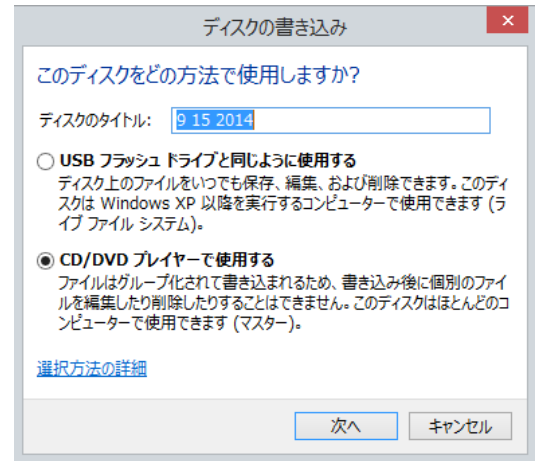 ディスクの書き込み
このディスクをどの方法で使用しますか?
ディスクのタイトル: 9 15 2014
USB フラッシュ ドライブと同じように使用する
ディスク上のファイルをいつでも保存、編集、および削除できます。このディ
スクは Windows XP 以降を実行するコンピューターで使用できます (ラ
イブ ファイル システム)。
CD/DVD プレイヤーで使用する
ファイルはグループ化されて書き込まれるため、書き込み後に個別のファイ
ルを編集したり削除したりすることはできません。このディスクはほとんどのコ
ンピューターで使用できます (マスター)。
選択方法の詳細
次へ キャンセル